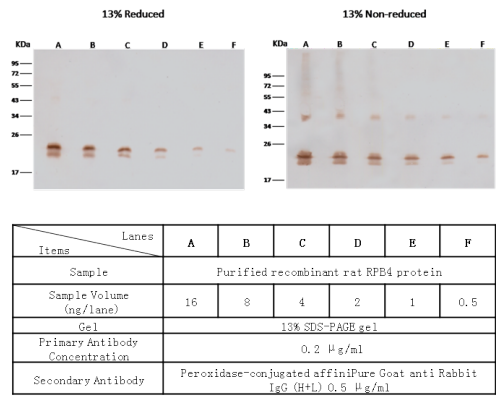 13% Reduced
13% Non-reduced
KDa A B C D E F
95
72
55
43
34
26
17
KDa A B C D E F
95
72
55
43
34
26
17
Lanes
Items
A B C D E F
Sample
Purified recombinant rat RPB4 protein
Sample Volume
(ng/lane)
16 8 4 2 1 0.5
Gel
13% SDS-PAGE gel
Primary Antibody
Concentration
0.2 μg/ml
Secondary Antibody
Peroxidase-conjugated affiniPure Goat anti Rabbit
IgG (H+L) 0.5 μg/ml